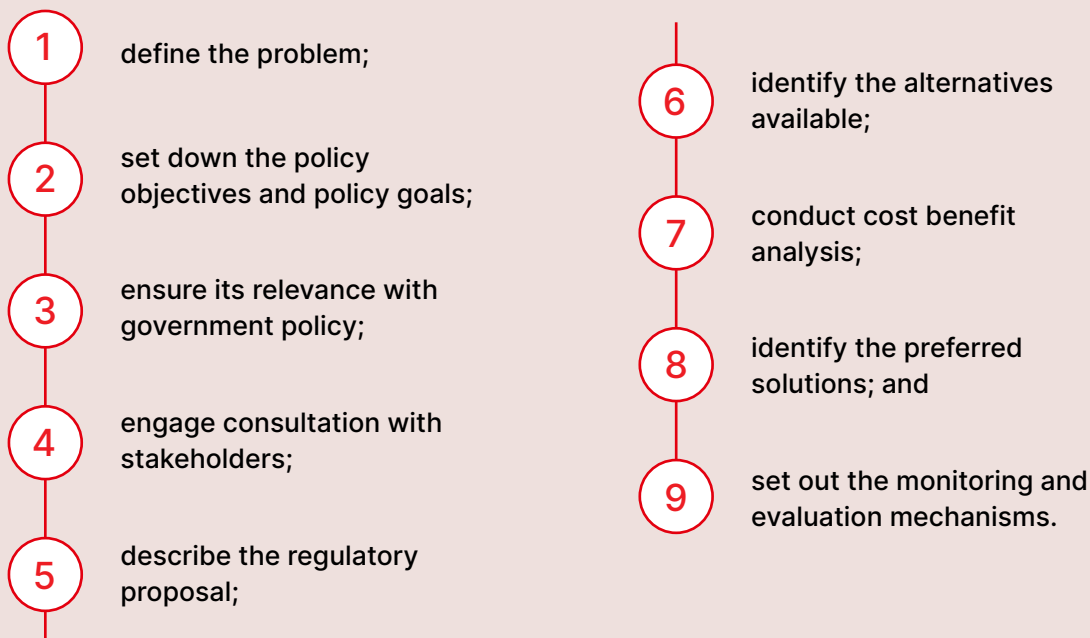 1
define the problem;
2
set down the policy
objectives and policy goals;
3
ensure its relevance with
government policy;
4
engage consultation with
stakeholders;
5
describe the regulatory
proposal;
6
identify the alternatives
available;
7
conduct cost benefit
analysis;
8
identify the preferred
solutions; and
9
set out the monitoring and
evaluation mechanisms.